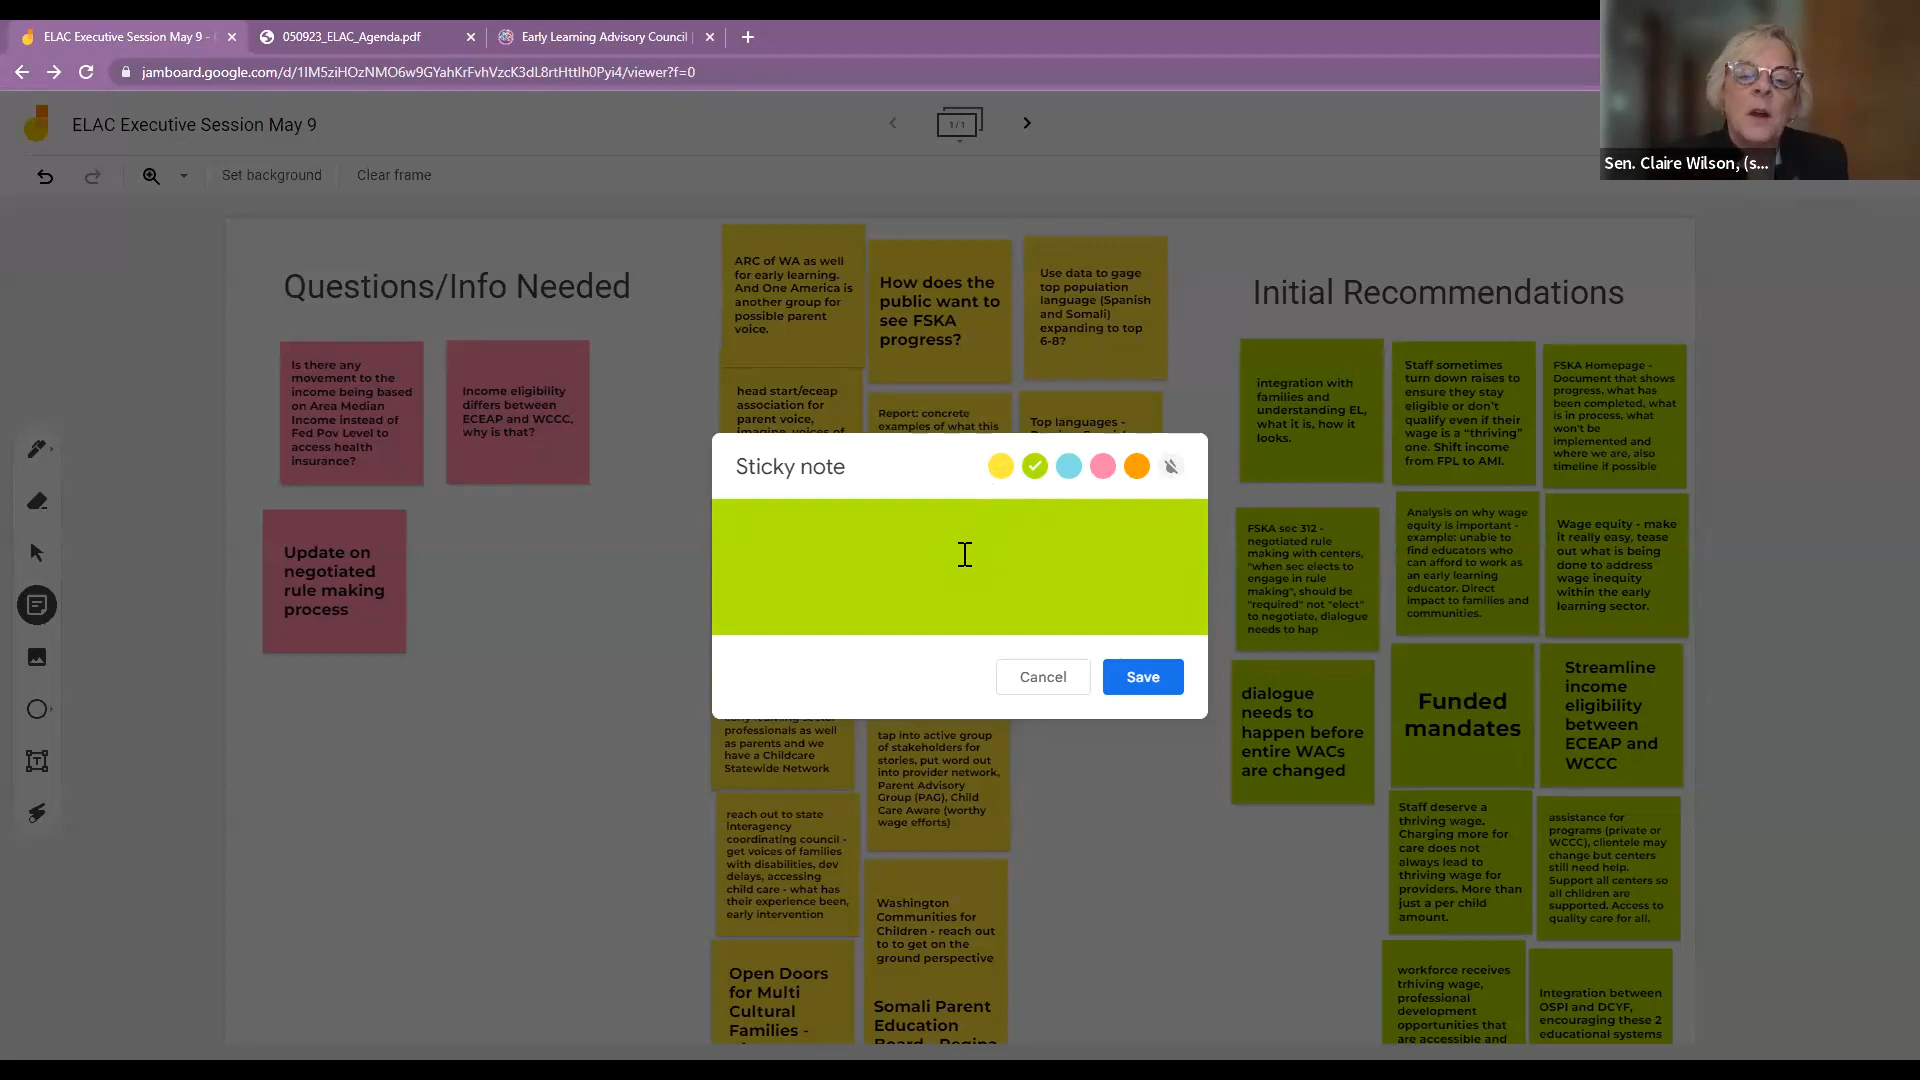 ELAC Executive Session May 9 -
050923_ELAC_Agenda.pdf
Early Learning Advisory Council |
jamboard.google.com/d/1IM5ziHOzNMO6w9GYahKrFvhVzcK3dL8rtHttIh0Pyi4/viewer?f=0
Sen. Claire Wilson, (s...
ELAC Executive Session May 9
1 / 1
Set background
Clear frame
Questions/Info Needed
Is there any
movement to the
income being based
on Area Median
Income instead of
Fed Pov Level to
access health
insurance?
Income eligibility
differs between
ECEAP and WCCC,
why is that?
Update on
negotiated
rule making
process
ARC of WA as well
for early learning.
And One America is
another group for
possible parent
voice.
How does the
public want to
see FSKA
progress?
Use data to gage
top population
language (Spanish
and Somali)
expanding to top
6-8?
head start/eceap
association for
parent voice,
imagine, voices of
Report: concrete
examples of what this
Top languages -
Sticky note
Cancel
Save
early learning sector
professionals as well
as parents and we
have a Childcare
Statewide Network
tap into active group
of stakeholders for
stories, put word out
into provider network,
Parent Advisory
Group (PAG), Child
Care Aware (worthy
wage efforts)
reach out to state
interagency
coordinating council -
get voices of families
with disabilities, dev
delays, accessing
child care - what has
their experience been,
early intervention
Washington
Communities for
Children - reach out
to to get on the
ground perspective
Open Doors
for Multi
Cultural
Families -
Somali Parent
Education
Board - Regina
Initial Recommendations
integration with
families and
understanding EL,
what it is, how it
looks.
Staff sometimes
turn down raises to
ensure they stay
eligible or don't
qualify even if their
wage is a "thriving"
one. Shift income
from FPL to AMI.
FSKA Homepage -
Document that shows
progress, what has
been completed, what
is in process, what
won't be
implemented and
where we are, also
timeline if possible
FSKA sec 312 -
negotiated rule
making with centers,
"when sec elects to
engage in rule
making", should be
"required" not "elect"
to negotiate, dialogue
needs to hap
Analysis on why wage
equity is important -
example: unable to
find educators who
can afford to work as
an early learning
educator. Direct
impact to families and
communities.
Wage equity - make
it really easy, tease
out what is being
done to address
wage inequity
within the early
learning sector.
dialogue
needs to
happen before
entire WACs
are changed
Funded
mandates
Streamline
income
eligibility
between
ECEAP and
WCCC
Staff deserve a
thriving wage.
Charging more for
care does not
always lead to
thriving wage for
providers. More than
just a per child
amount.
assistance for
programs (private or
WCCC), clientele may
change but centers
still need help.
Support all centers so
all children are
supported. Access to
quality care for all.
workforce receives
trhiving wage,
professional
development
opportunities that
are accessible and
Integration between
OSPI and DCYF,
encouraging these 2
educational systems